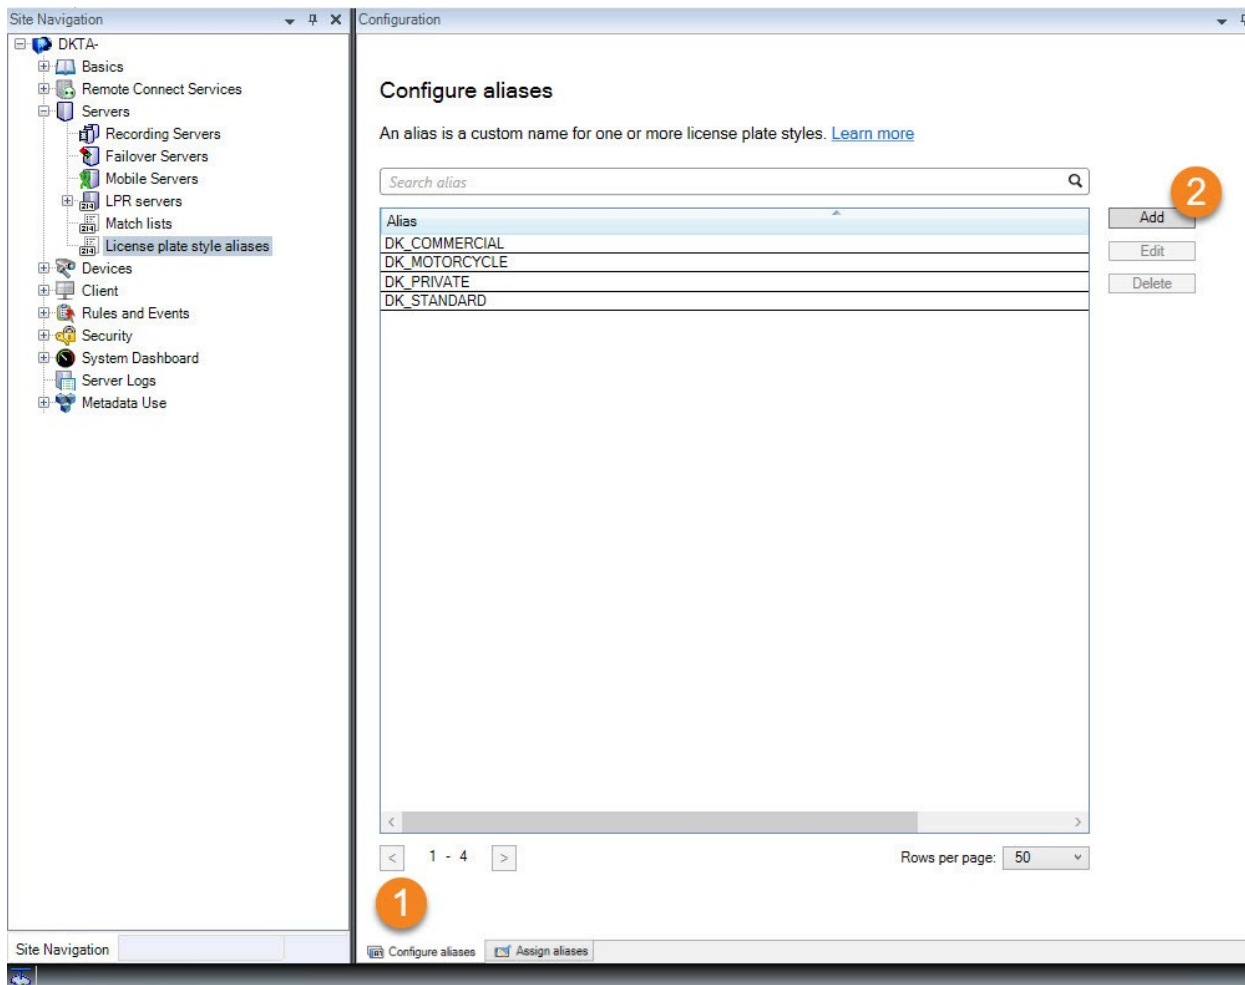 Site Navigation
DKTA-
Basics
Remote Connect Services
Servers
Recording Servers
Failover Servers
Mobile Servers
LPR servers
Match lists
License plate style aliases
Devices
Client
Rules and Events
Security
System Dashboard
Server Logs
Metadata Use
Site Navigation
Configuration
Configure aliases
An alias is a custom name for one or more license plate styles. Learn more
Search alias
Alias
DK_COMMERCIAL
DK_MOTORCYCLE
DK_PRIVATE
DK_STANDARD
2
Add
Edit
Delete
< 1 - 4 >
Rows per page: 50
1
Configure aliases
Assign aliases